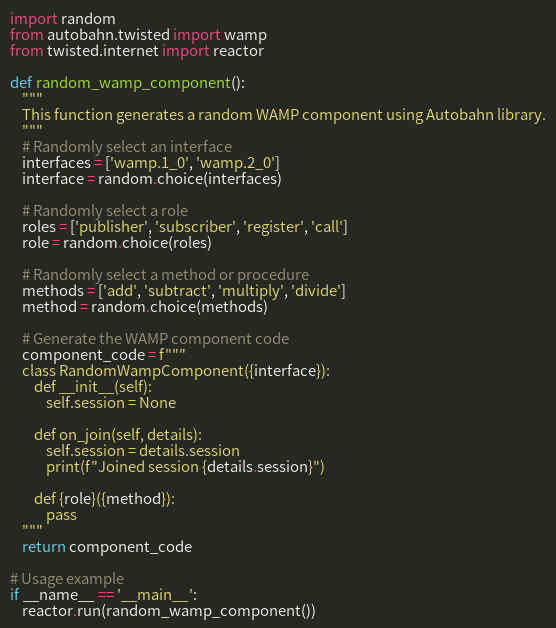 import random
from autobahn.twisted import wamp
from twisted.internet import reactor

def random_wamp_component():
    """
    This function generates a random WAMP component using Autobahn library.
    """
    # Randomly select an interface
    interfaces = ['wamp.1_0', 'wamp.2_0']
    interface = random.choice(interfaces)

    # Randomly select a role
    roles = ['publisher', 'subscriber', 'register', 'call']
    role = random.choice(roles)

    # Randomly select a method or procedure
    methods = ['add', 'subtract', 'multiply', 'divide']
    method = random.choice(methods)

    # Generate the WAMP component code
    component_code = f"""
    class RandomWampComponent({interface}):
        def __init__(self):
            self.session = None

        def on_join(self, details):
            self.session = details.session
            print(f"Joined session {details.session}")

        def {role}({method}):
            pass
    """
    return component_code

# Usage example
if __name__ == '__main__':
    reactor.run(random_wamp_component())